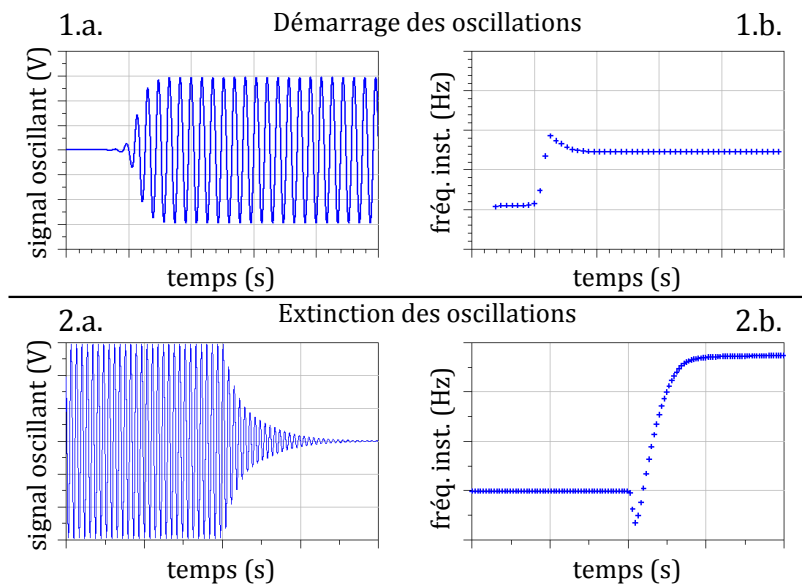 1.a. Démarrage des oscillations 1.b.
signal oscillant (V)
temps (s)
fréq. inst. (Hz)
temps (s)
2.a. Extinction des oscillations 2.b.
signal oscillant (V)
temps (s)
fréq. inst. (Hz)
temps (s)